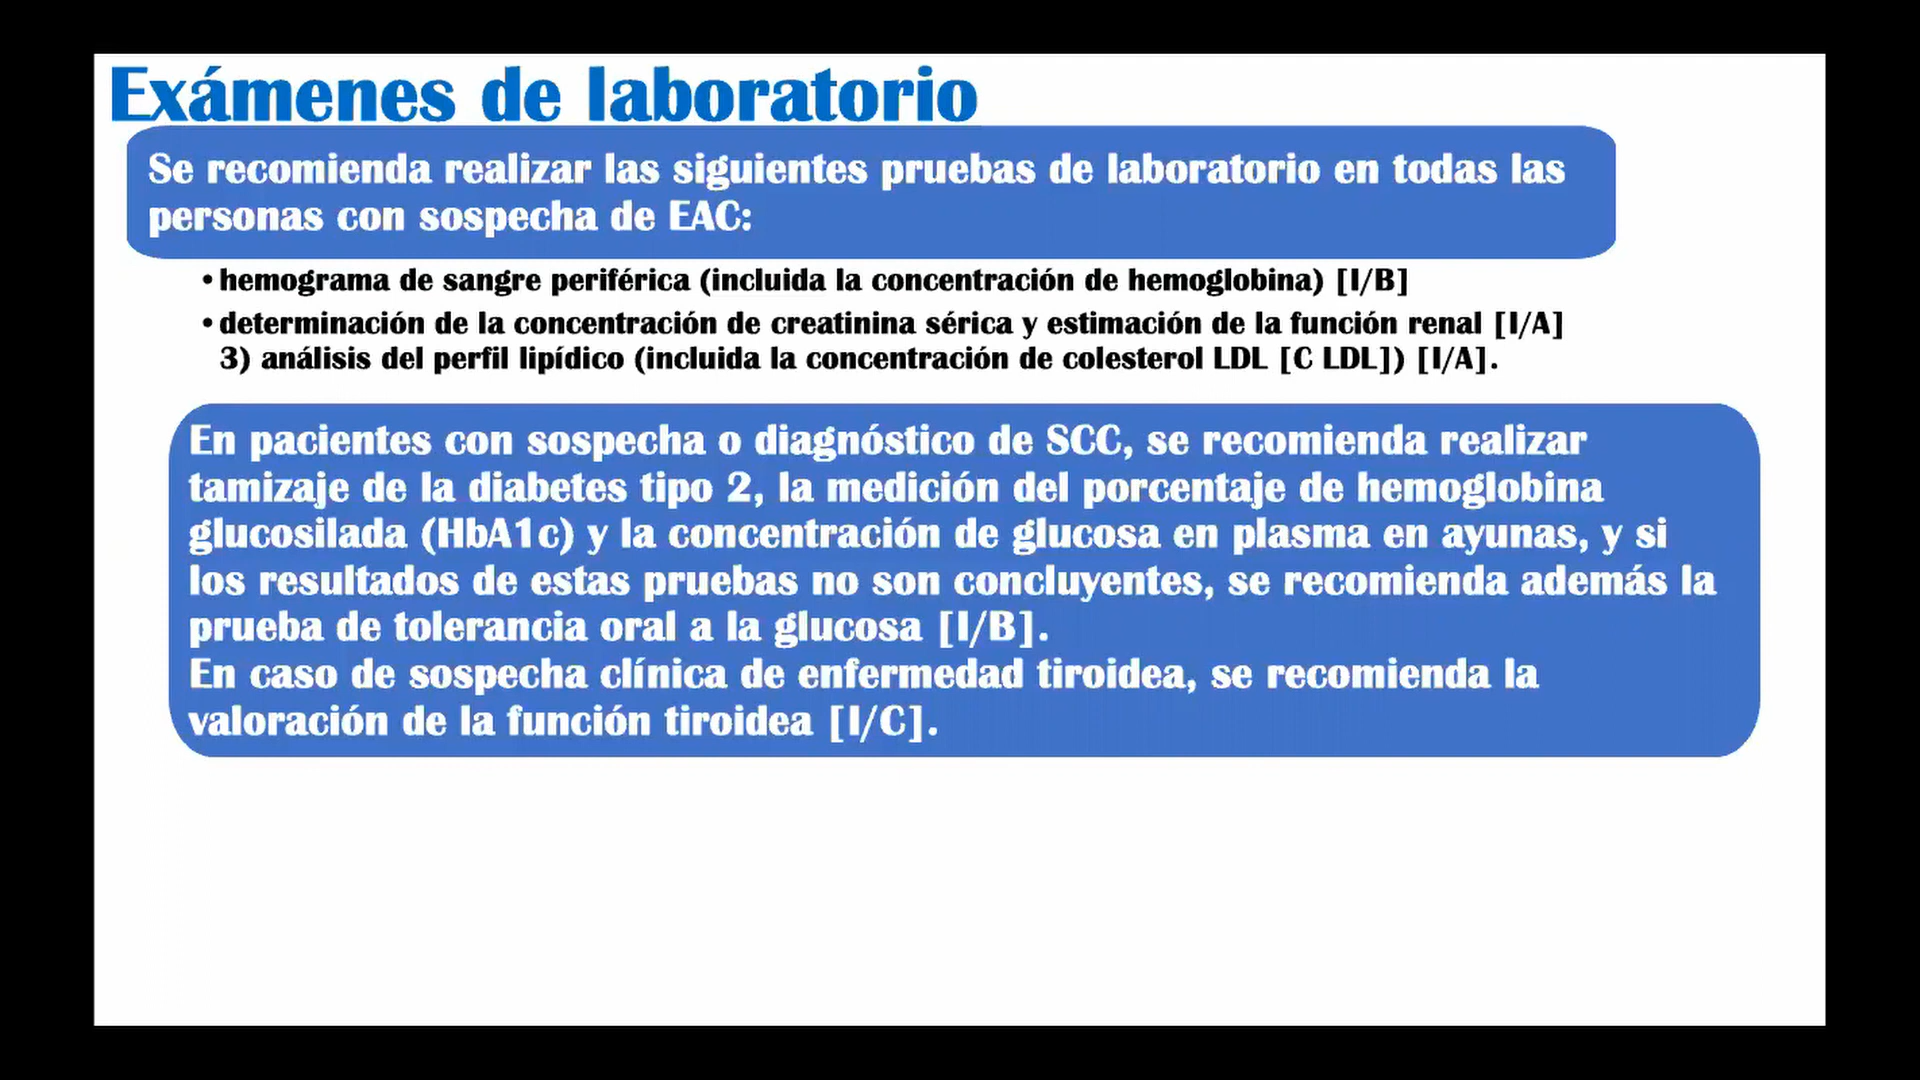 Exámenes de laboratorio
Se recomienda realizar las siguientes pruebas de laboratorio en todas las
personas con sospecha de EAC:
• hemograma de sangre periférica (incluida la concentración de hemoglobina) [I/B]
• determinación de la concentración de creatinina sérica y estimación de la función renal [I/A]
3) análisis del perfil lipídico (incluida la concentración de colesterol LDL [C LDL]) [I/A].
En pacientes con sospecha o diagnóstico de SCC, se recomienda realizar
tamizaje de la diabetes tipo 2, la medición del porcentaje de hemoglobina
glucosilada (HbA1c) y la concentración de glucosa en plasma en ayunas, y si
los resultados de estas pruebas no son concluyentes, se recomienda además la
prueba de tolerancia oral a la glucosa [I/B].
En caso de sospecha clínica de enfermedad tiroidea, se recomienda la
valoración de la función tiroidea [I/C].